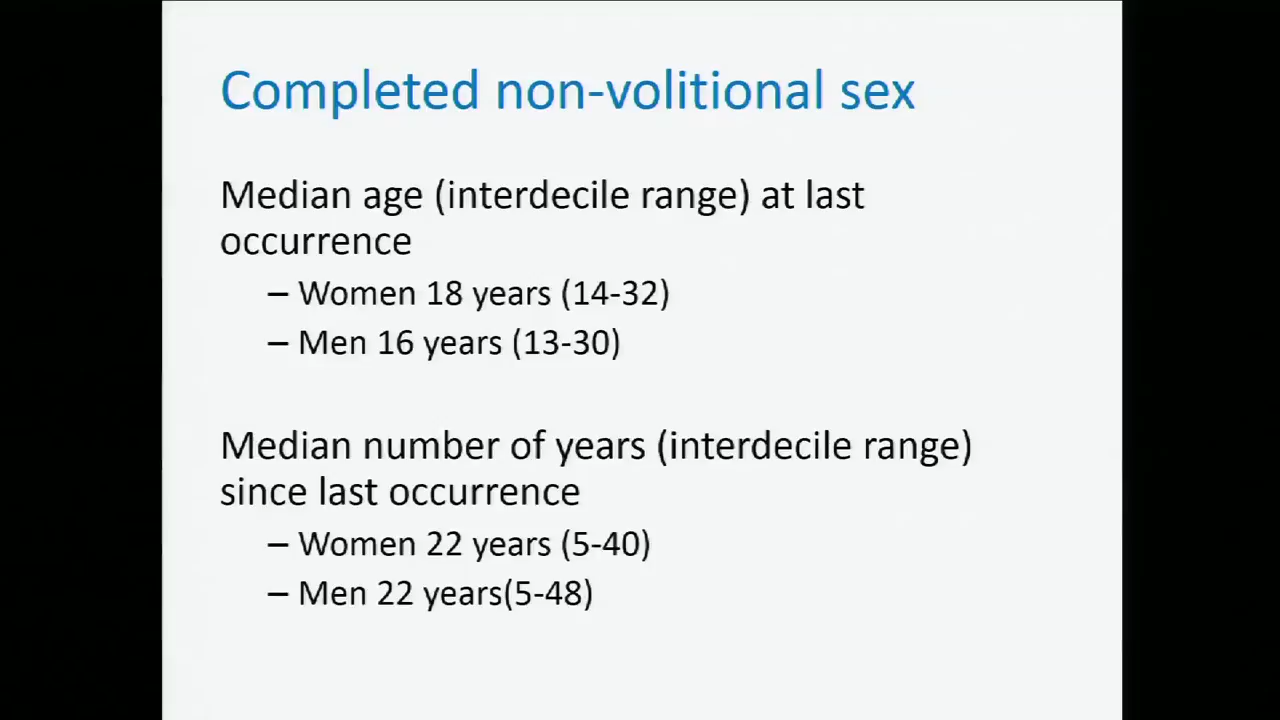 Completed non-volitional sex
Median age (interdecile range) at last
occurrence
– Women 18 years (14-32)
– Men 16 years (13-30)
Median number of years (interdecile range)
since last occurrence
– Women 22 years (5-40)
– Men 22 years(5-48)